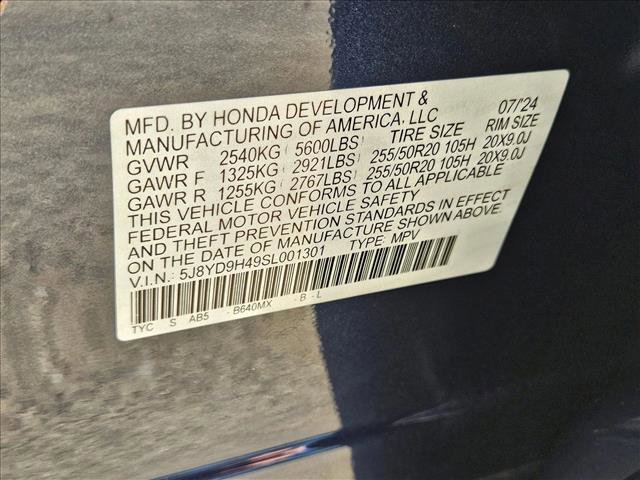 MFD. BY HONDA DEVELOPMENT & 07/'24
MANUFACTURING OF AMERICA, LLC
TIRE SIZE RIM SIZE
GVWR 2540KG 5600LBS
GAWR F 1325KG 2921LBS 255/50R20 105H 20X9.0J
GAWR R 1255KG 2767LBS 255/50R20 105H 20X9.0J
THIS VEHICLE CONFORMS TO ALL APPLICABLE
FEDERAL MOTOR VEHICLE SAFETY
AND THEFT PREVENTION STANDARDS IN EFFECT
ON THE DATE OF MANUFACTURE SHOWN ABOVE.
V.I.N.: 5J8YD9H49SL001301 TYPE: MPV
TYC S AB5 - B640MX - B - L